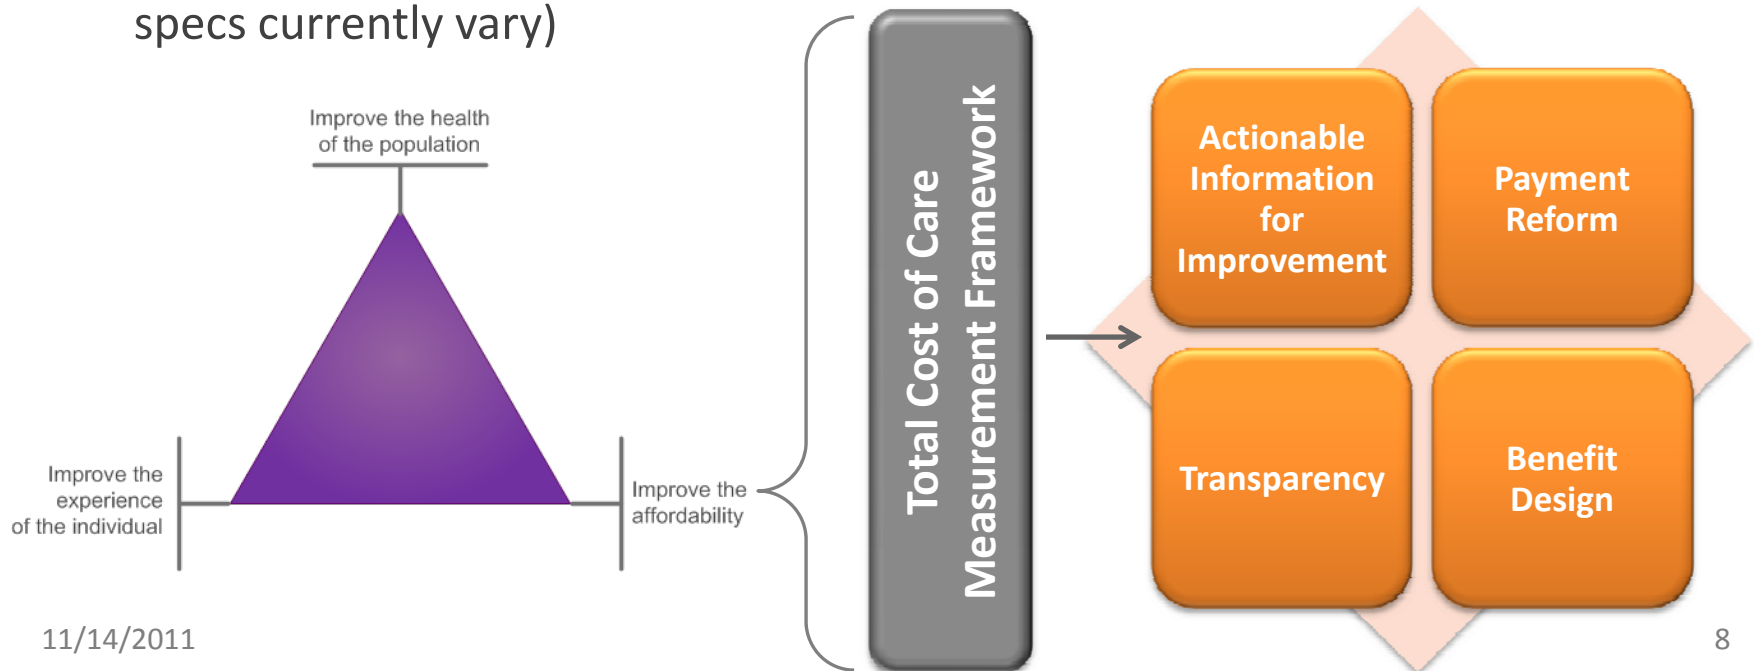 specs currently vary)
Improve the health
of the population
Improve the
experience
of the individual
Improve the
affordability
Total Cost of Care
Measurement Framework
Actionable
Information
for
Improvement
Payment
Reform
Transparency
Benefit
Design
11/14/2011
8